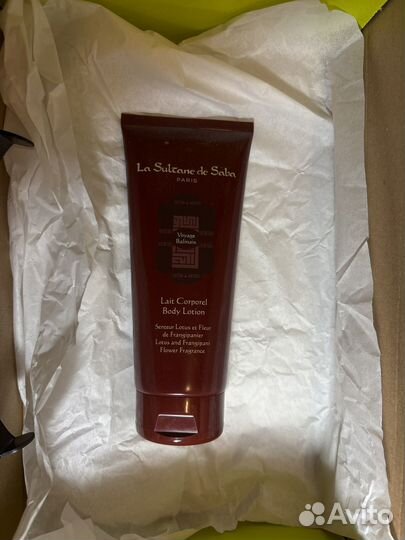 La Sultane de Saba
PARIS
Voyage
Balinais
Lait Corporel
Body Lotion
Senteur Lotus et Fleur
de Frangipanier
Lotus and Frangipani
Flower Fragrance
Avito